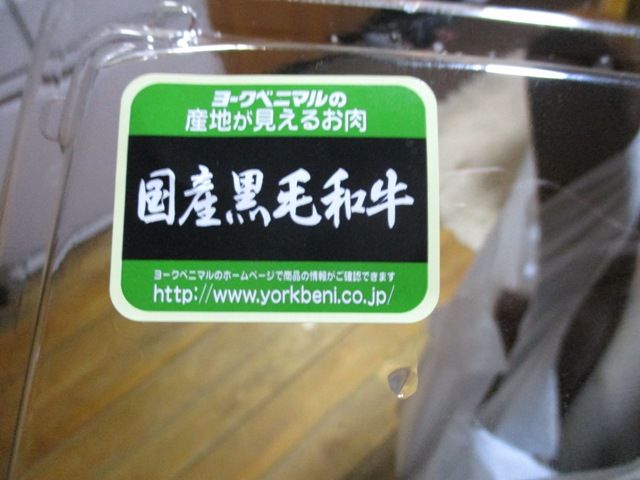 ヨークベニマルの
産地が見えるお肉
国産黒毛和牛
ヨークベニマルのホームページで商品の情報がご確認できます
http://www.yorkbeni.co.jp/